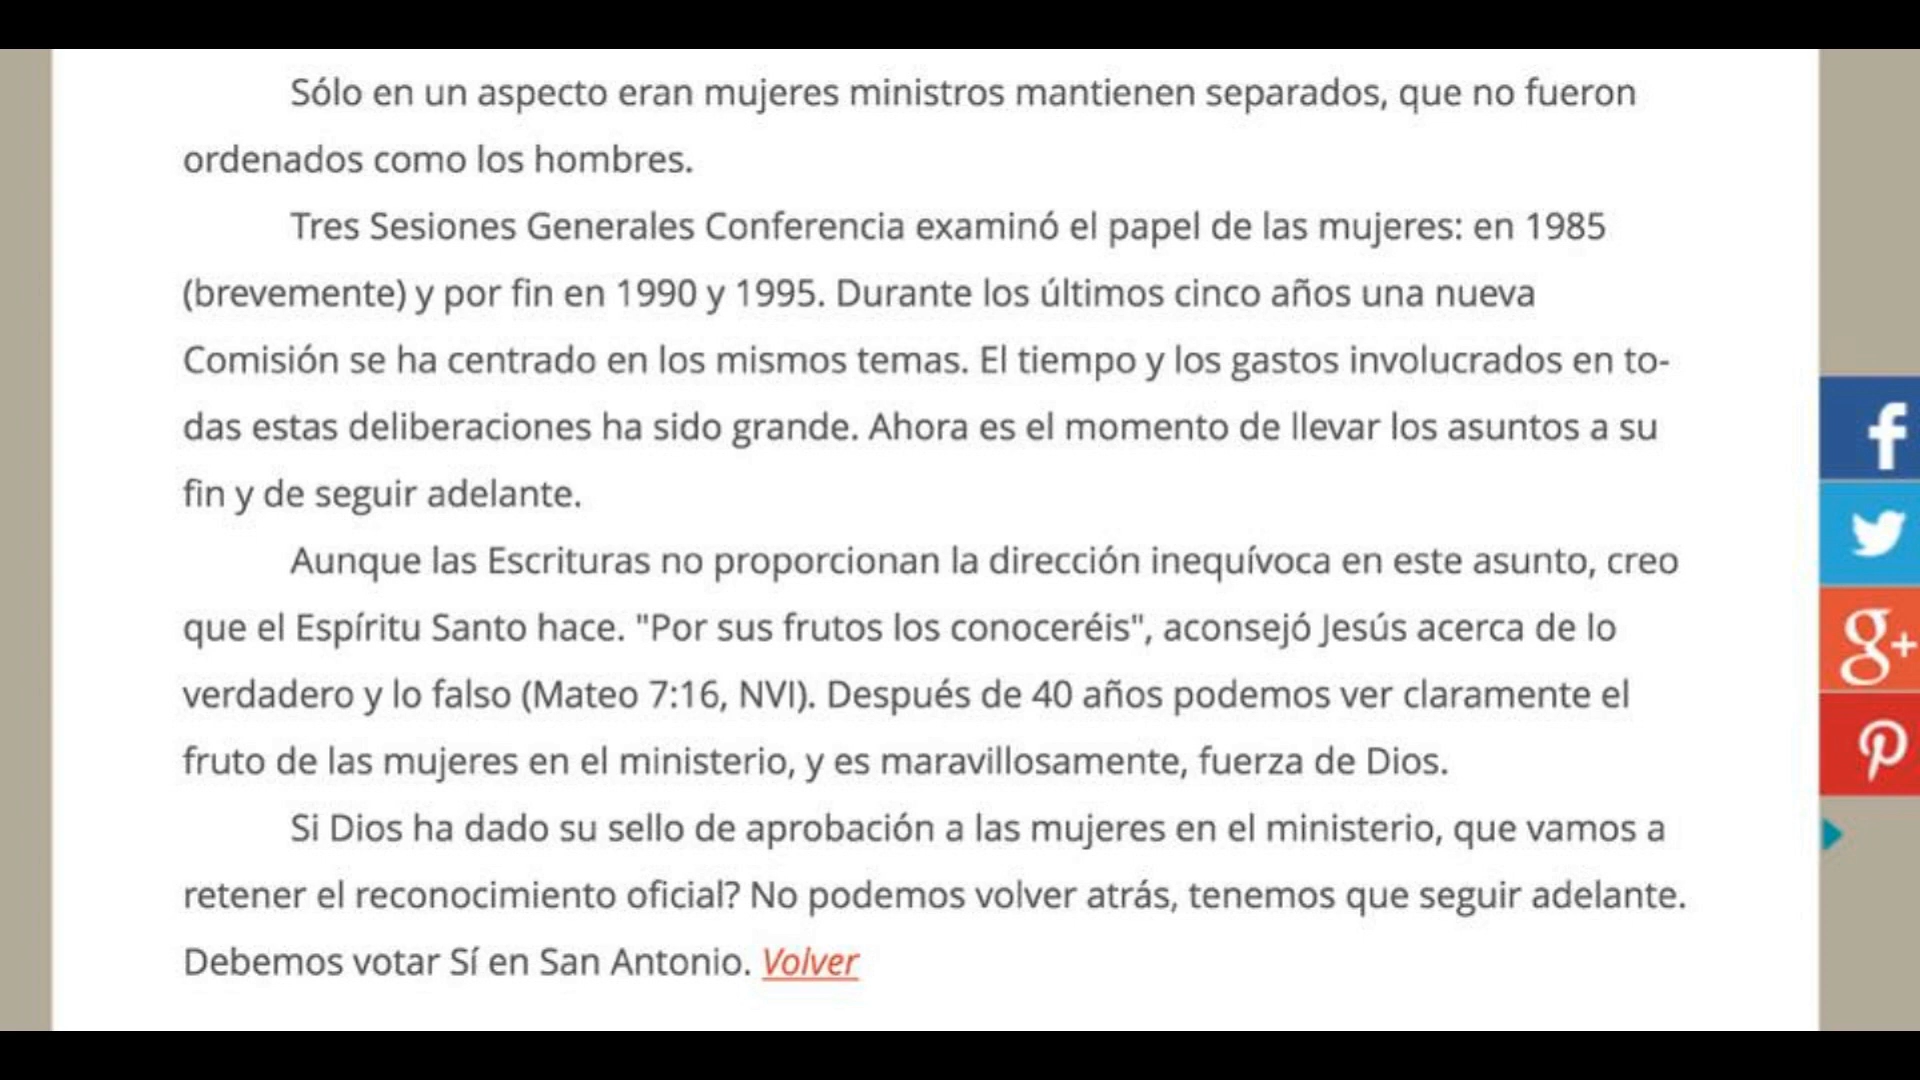 Sólo en un aspecto eran mujeres ministros mantienen separados, que no fueron
ordenados como los hombres.
Tres Sesiones Generales Conferencia examinó el papel de las mujeres: en 1985
(brevemente) y por fin en 1990 y 1995. Durante los últimos cinco años una nueva
Comisión se ha centrado en los mismos temas. El tiempo y los gastos involucrados en to-
das estas deliberaciones ha sido grande. Ahora es el momento de llevar los asuntos a su
fin y de seguir adelante.
Aunque las Escrituras no proporcionan la dirección inequívoca en este asunto, creo
que el Espíritu Santo hace. "Por sus frutos los conoceréis", aconsejó Jesús acerca de lo
verdadero y lo falso (Mateo 7:16, NVI). Después de 40 años podemos ver claramente el
fruto de las mujeres en el ministerio, y es maravillosamente, fuerza de Dios.
Si Dios ha dado su sello de aprobación a las mujeres en el ministerio, que vamos a
retener el reconocimiento oficial? No podemos volver atrás, tenemos que seguir adelante.
Debemos votar Sí en San Antonio. Volver